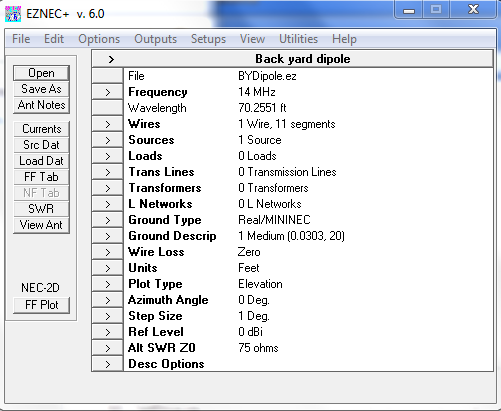 EZNEC+ v. 6.0
File Edit Options Outputs Setups View Utilities Help
Open
Save As
Ant Notes
Currents
Src Dat
Load Dat
FF Tab
NF Tab
SWR
View Ant
NEC-2D
FF Plot
> Back yard dipole
File BYDipole.ez
> Frequency 14 MHz
Wavelength 70.2551 ft
> Wires 1 Wire, 11 segments
> Sources 1 Source
> Loads 0 Loads
> Trans Lines 0 Transmission Lines
> Transformers 0 Transformers
> L Networks 0 L Networks
> Ground Type Real/MININEC
> Ground Descrip 1 Medium (0.0303, 20)
> Wire Loss Zero
> Units Feet
> Plot Type Elevation
> Azimuth Angle 0 Deg.
> Step Size 1 Deg.
> Ref Level 0 dBi
> Alt SWR Z0 75 ohms
> Desc Options